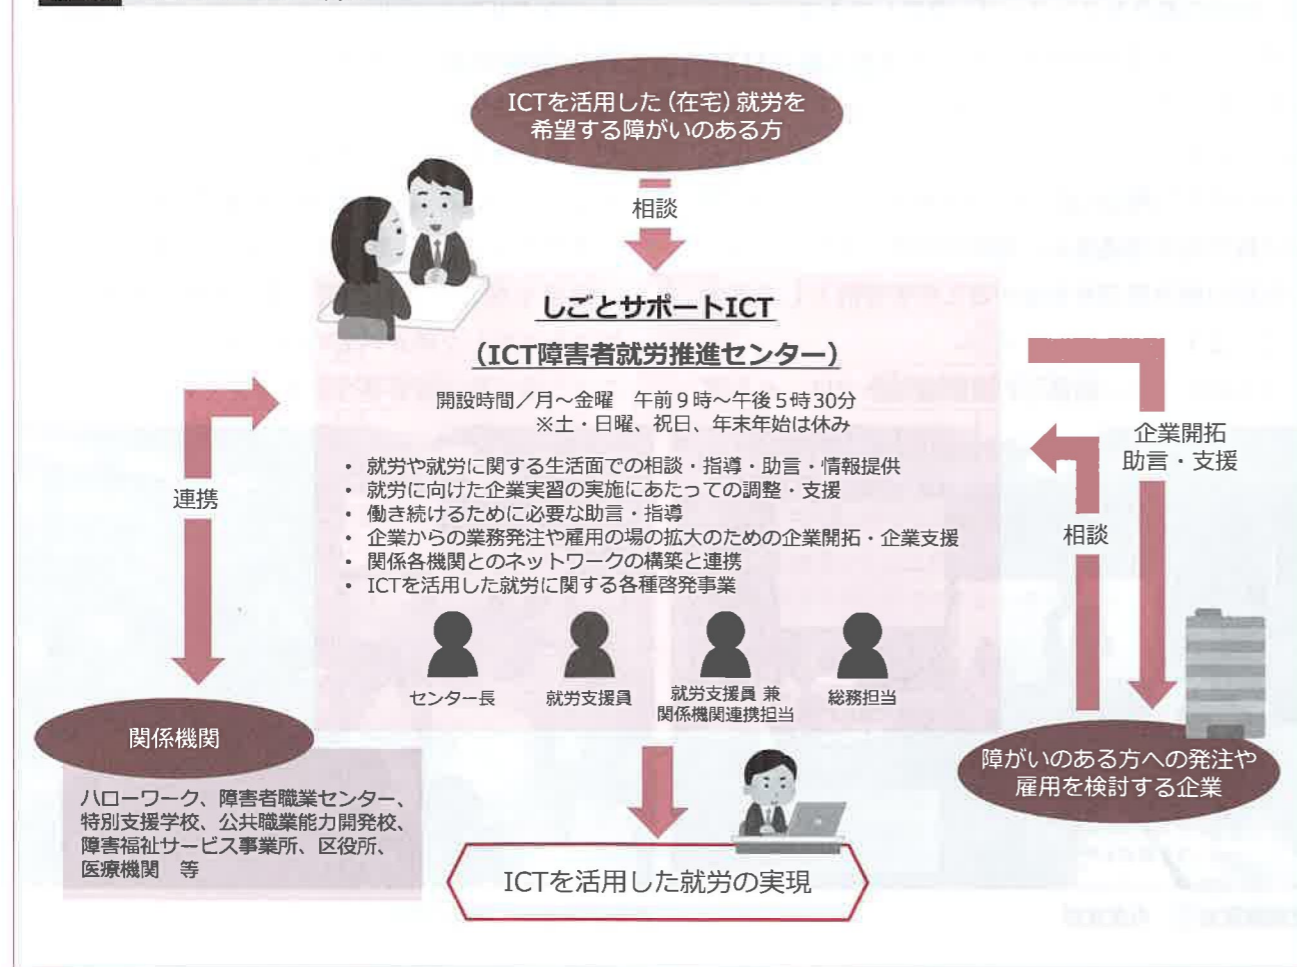 ICTを活用した（在宅）就労を
希望する障がいのある方
相談
しごとサポートICT
（ICT障害者就労推進センター）
開設時間／月～金曜　午前９時～午後５時30分
※土・日曜、祝日、年末年始は休み
・ 就労や就労に関する生活面での相談・指導・助言・情報提供
・ 就労に向けた企業実習の実施にあたっての調整・支援
・ 働き続けるために必要な助言・指導
・ 企業からの業務発注や雇用の場の拡大のための企業開拓・企業支援
・ 関係各機関とのネットワークの構築と連携
・ ICTを活用した就労に関する各種啓発事業
センター長
就労支援員
就労支援員 兼
関係機関連携担当
総務担当
連携
企業開拓
助言・支援
相談
関係機関
ハローワーク、障害者職業センター、
特別支援学校、公共職業能力開発校、
障害福祉サービス事業所、区役所、
医療機関　等
障がいのある方への発注や
雇用を検討する企業
ICTを活用した就労の実現